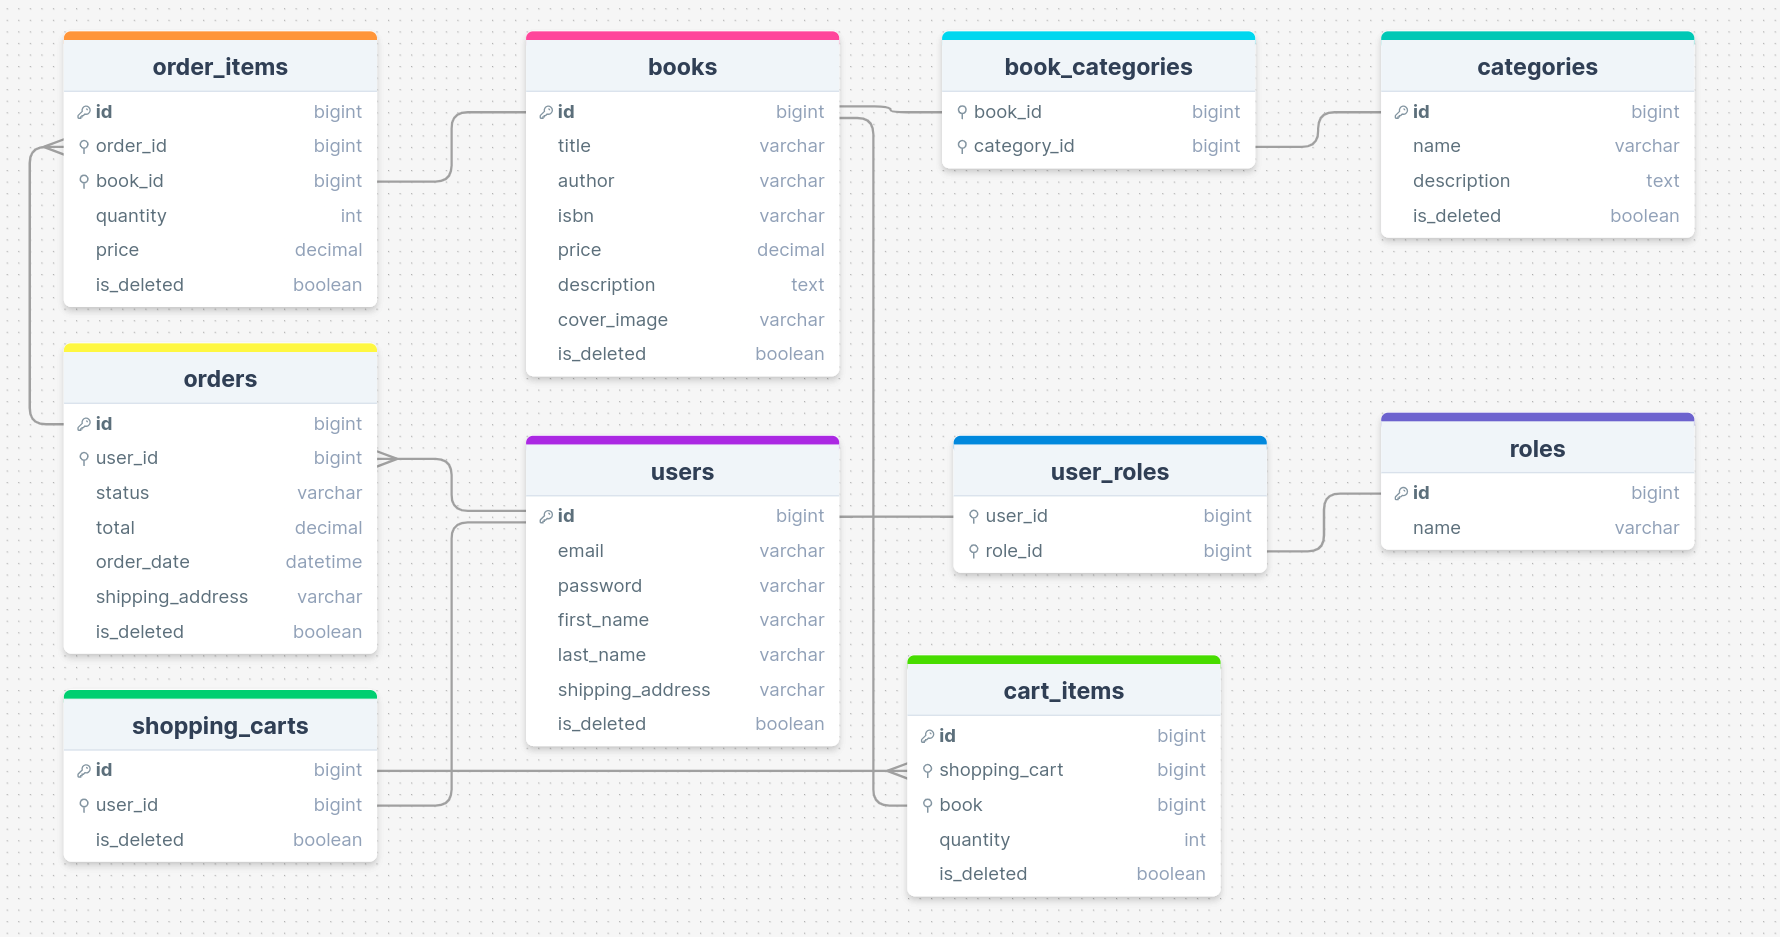 order_items
id bigint
order_id bigint
book_id bigint
quantity int
price decimal
is_deleted boolean
books
id bigint
title varchar
author varchar
isbn varchar
price decimal
description text
cover_image varchar
is_deleted boolean
book_categories
book_id bigint
category_id bigint
categories
id bigint
name varchar
description text
is_deleted boolean
orders
id bigint
user_id bigint
status varchar
total decimal
order_date datetime
shipping_address varchar
is_deleted boolean
users
id bigint
email varchar
password varchar
first_name varchar
last_name varchar
shipping_address varchar
is_deleted boolean
user_roles
user_id bigint
role_id bigint
roles
id bigint
name varchar
shopping_carts
id bigint
user_id bigint
is_deleted boolean
cart_items
id bigint
shopping_cart bigint
book bigint
quantity int
is_deleted boolean